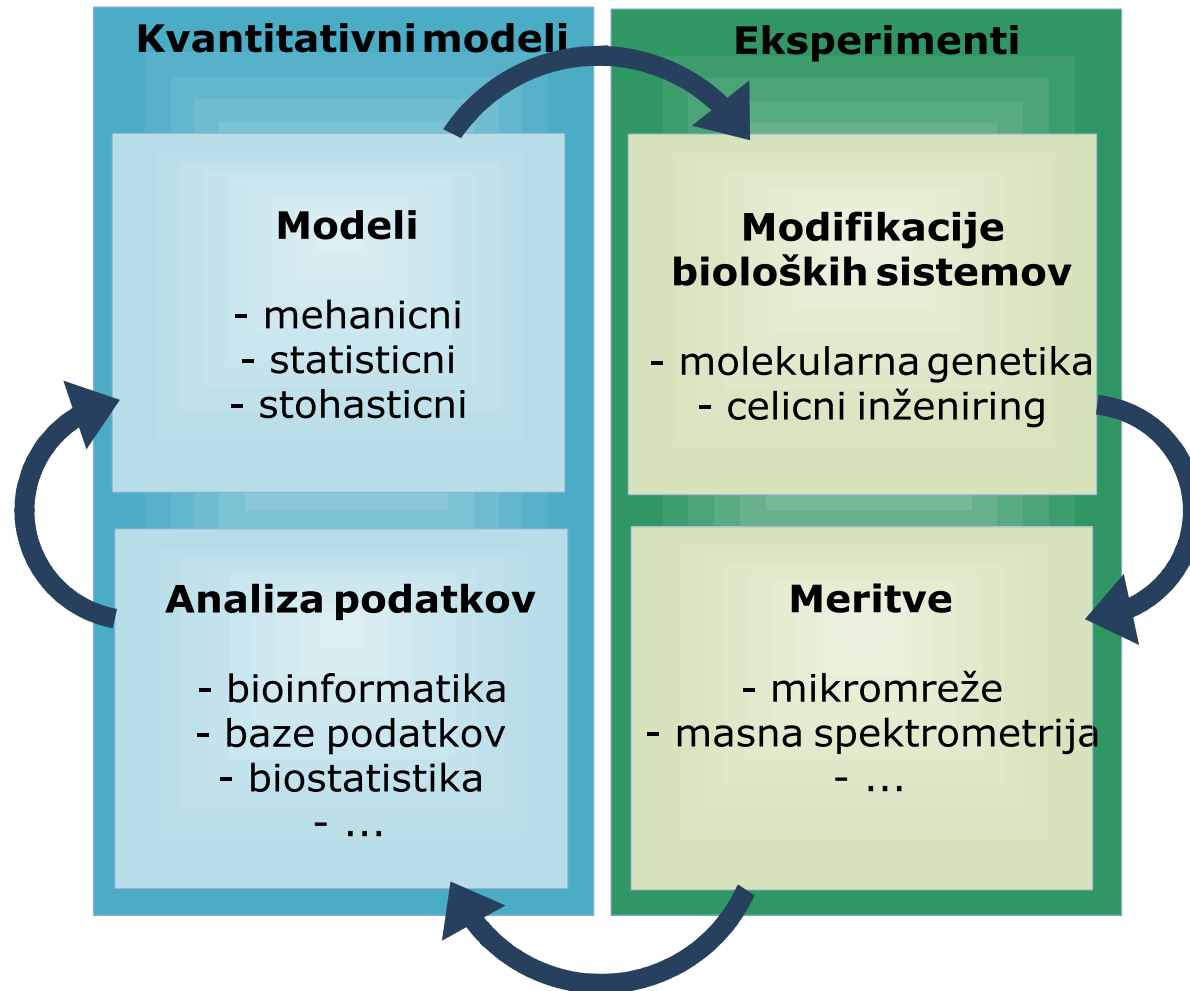 Kvantitativni modeli
Modeli
- mehanicni
- statisticni
- stohasticni
Analiza podatkov
- bioinformatika
- baze podatkov
- biostatistika
- ...
Eksperimenti
Modifikacije
bioloških sistemov
- molekularna genetika
- celicni inženiring
Meritve
- mikromreže
- masna spektrometrija
- ...